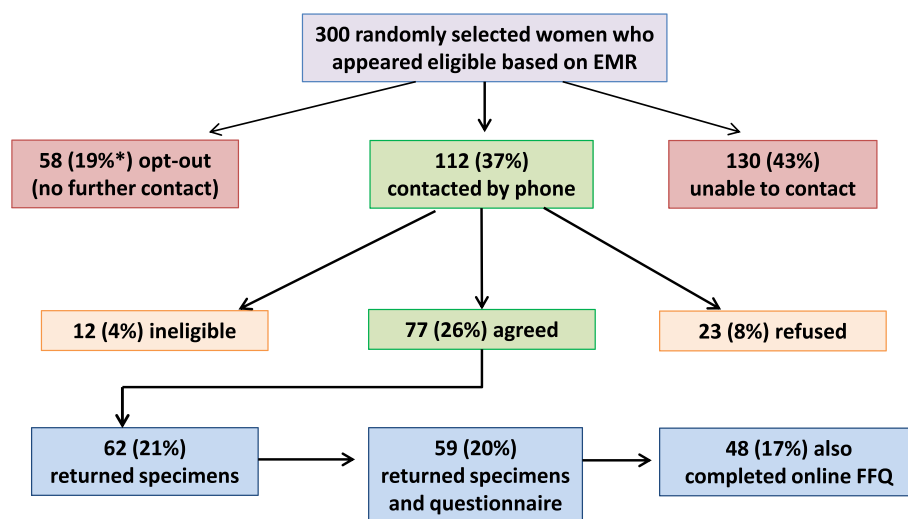 300 randomly selected women who
appeared eligible based on EMR
58 (19%*) opt-out
(no further contact)
112 (37%)
contacted by phone
130 (43%)
unable to contact
12 (4%) ineligible
77 (26%) agreed
23 (8%) refused
62 (21%)
returned specimens
59 (20%)
returned specimens
and questionnaire
48 (17%) also
completed online FFQ